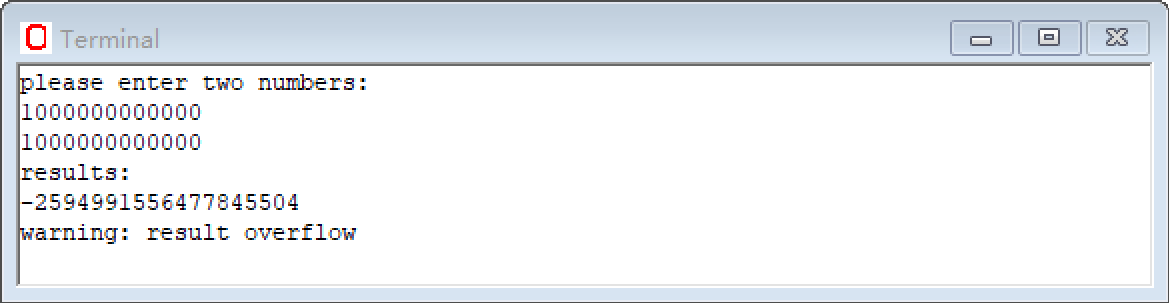 Terminal
please enter two numbers:
1000000000000
1000000000000
results:
-2594991556477845504
warning: result overflow